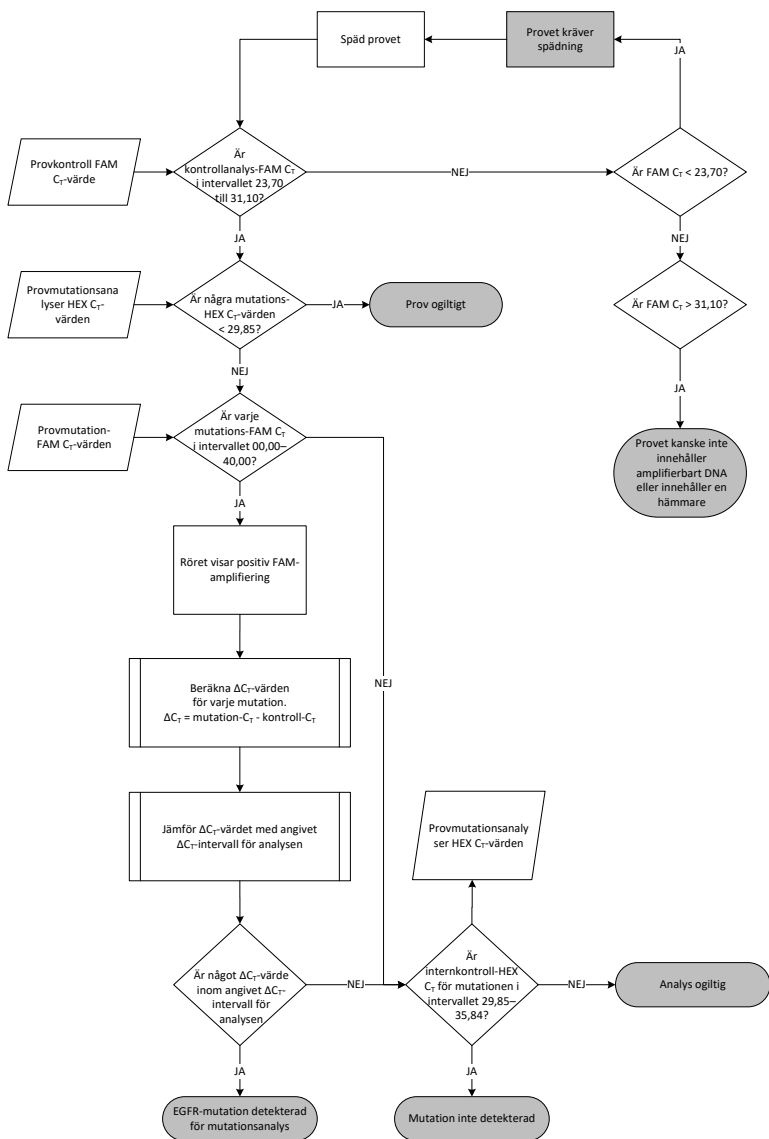 Späd provet
Provet kräver
spädning
JA
Provkontroll FAM
CT-värde
Är
kontrollanalys-FAM CT
i intervallet 23,70
till 31,10?
NEJ
Är FAM CT < 23,70?
JA
NEJ
Provmutationsana
lyser HEX CT-
värden
Är några mutations-
HEX CT-värden
< 29,85?
JA
Prov ogiltigt
Är FAM CT > 31,10?
NEJ
JA
Provmutation-
FAM CT-värden
Är varje
mutations-FAM CT
i intervallet 00,00–
40,00?
Provet kanske inte
innehåller
amplifierbart DNA
eller innehåller en
hämmare
JA
Röret visar positiv FAM-
amplifiering
NEJ
Beräkna ΔCT-värden
för varje mutation.
ΔCT = mutation-CT - kontroll-CT
Jämför ΔCT-värdet med angivet
ΔCT-intervall för analysen
Provmutationsanaly
ser HEX CT-värden
Är något ΔCT-värde
inom angivet ΔCT-
intervall för
analysen
NEJ
Är
internkontroll-HEX
CT för mutationen i
intervallet 29,85–
35,84?
NEJ
Analys ogiltig
JA
JA
EGFR-mutation detekterad
för mutationsanalys
Mutation inte detekterad